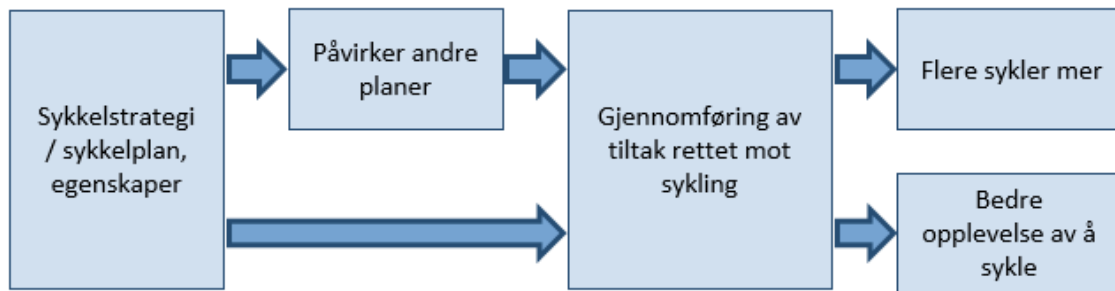 Sykkelstrategi
/ sykkelplan,
egenskaper
Påvirker andre
planer
Gjennomføring av
tiltak rettet mot
sykling
Flere sykler mer
Bedre
opplevelse av å
sykle